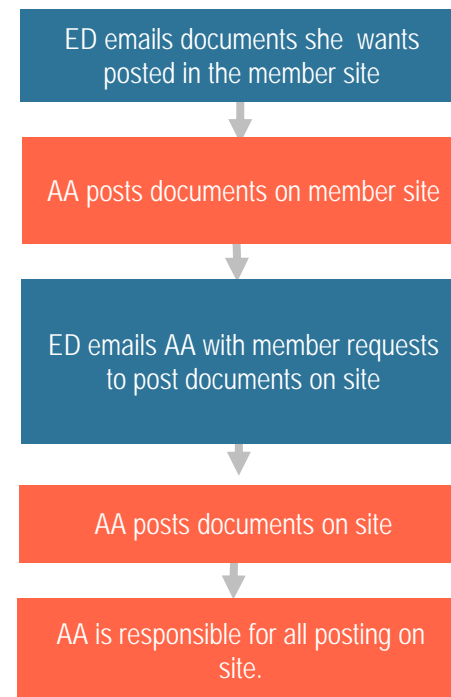 ED emails documents she wants
posted in the member site
AA posts documents on member site
ED emails AA with member requests
to post documents on site
AA posts documents on site
AA is responsible for all posting on
site.